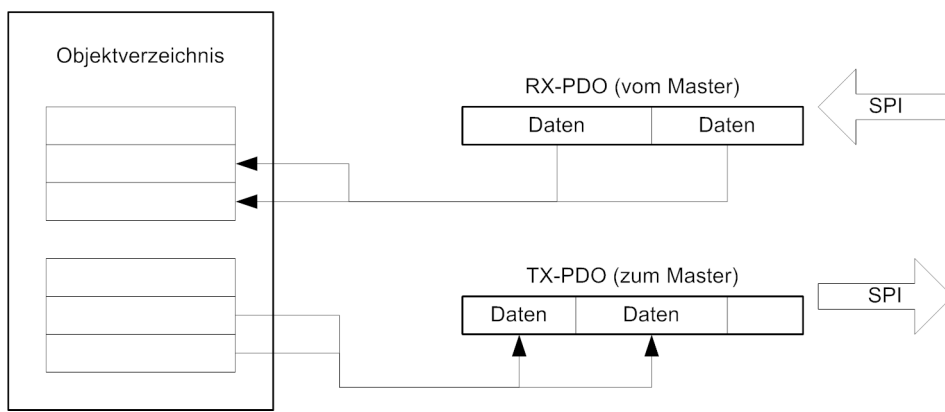 Objektverzeichnis
RX-PDO (vom Master)
Daten Daten
SPI
TX-PDO (zum Master)
Daten Daten
SPI